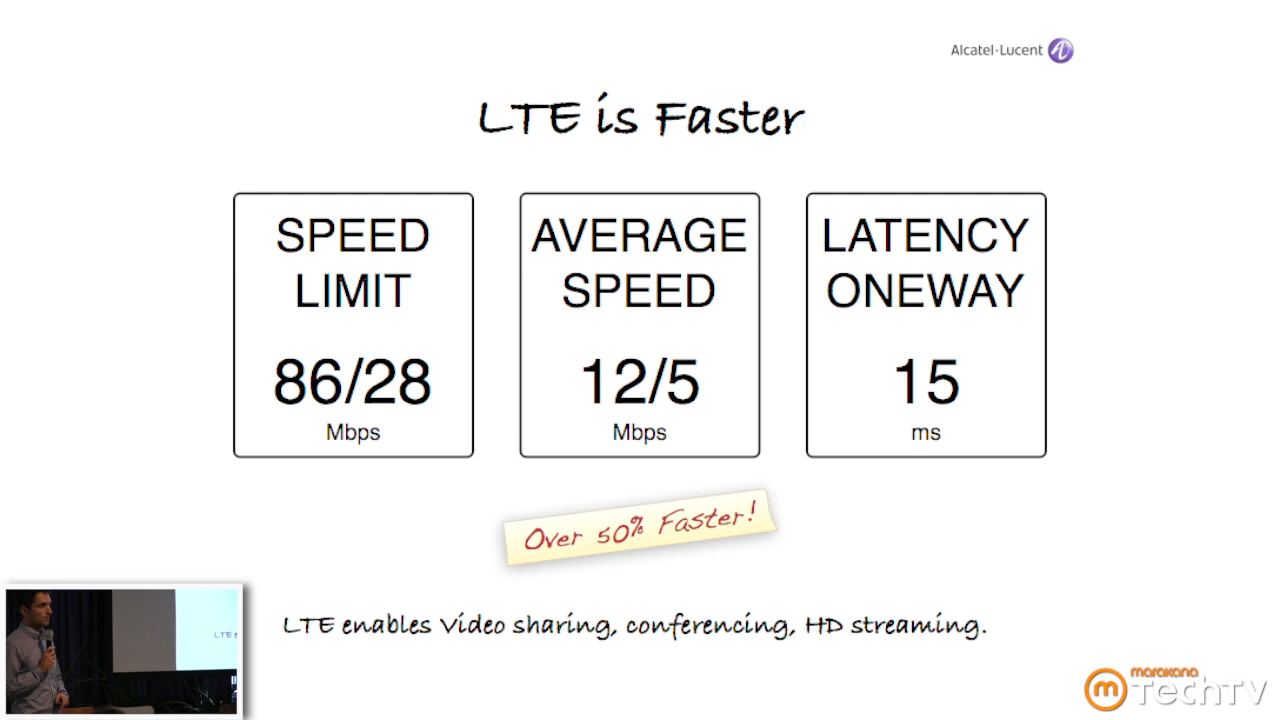 Alcatel·Lucent
LTE is Faster
SPEED
LIMIT
86/28
Mbps
AVERAGE
SPEED
12/5
Mbps
LATENCY
ONEWAY
15
ms
Over 50% Faster!
LTE enables Video sharing, conferencing, HD streaming.
LTE
marakana
TechTV